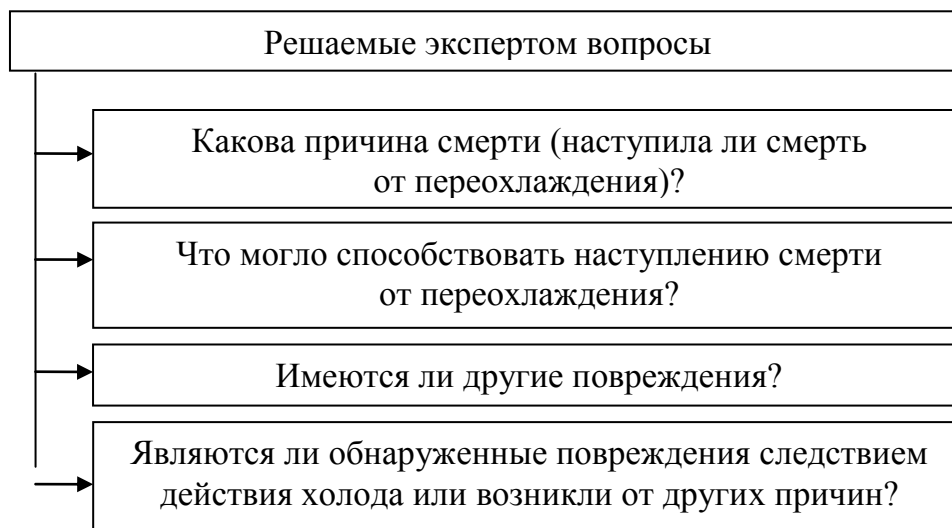 Решаемые экспертом вопросы
Какова причина смерти (наступила ли смерть
от переохлаждения)?
Что могло способствовать наступлению смерти
от переохлаждения?
Имеются ли другие повреждения?
Являются ли обнаруженные повреждения следствием
действия холода или возникли от других причин?